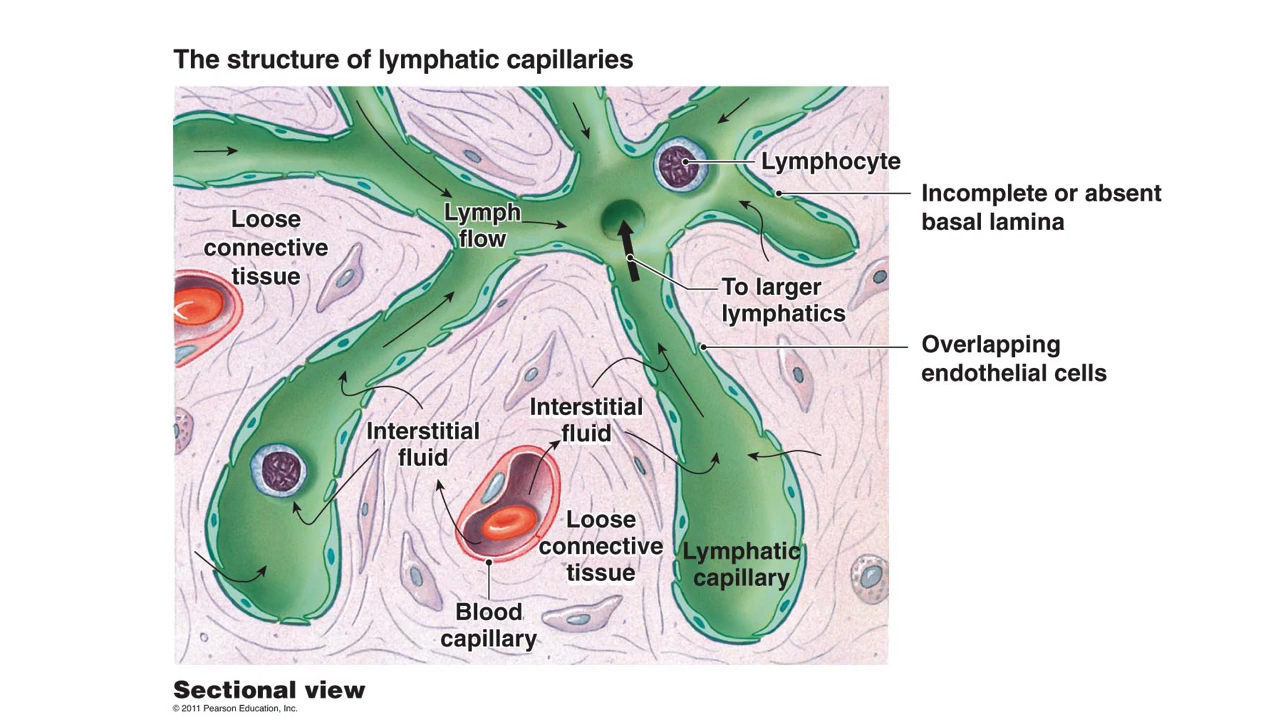 The structure of lymphatic capillaries
Lymphocyte
Incomplete or absent
basal lamina
Lymph
flow
Loose
connective
tissue
To larger
lymphatics
Overlapping
endothelial cells
Interstitial
fluid
Interstitial
fluid
Loose
connective
tissue
Lymphatic
capillary
Blood
capillary
Sectional view
© 2011 Pearson Education, Inc.